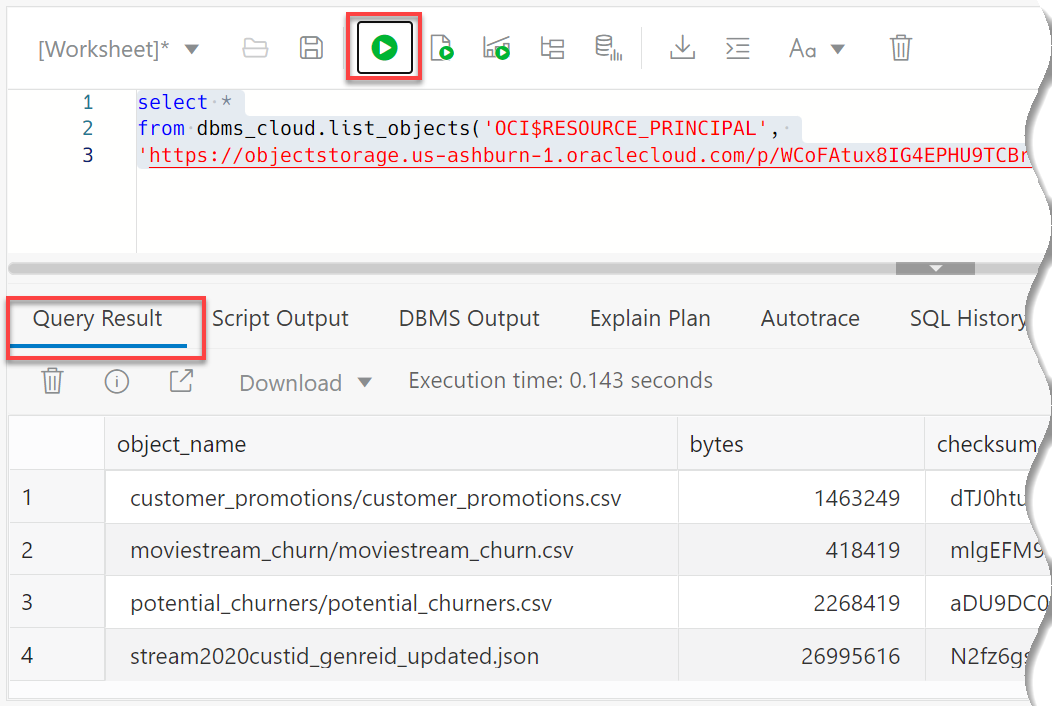 [Worksheet]*
Aa
1 select *
2 from dbms_cloud.list_objects('OCI$RESOURCE_PRINCIPAL',
3 'https://objectstorage.us-ashburn-1.oraclecloud.com/p/WCoFAtux8IG4EPHU9TCBr
Query Result Script Output DBMS Output Explain Plan Autotrace SQL History
Download Execution time: 0.143 seconds
object_name bytes checksum
1 customer_promotions/customer_promotions.csv 1463249 dTJ0htu
2 moviestream_churn/moviestream_churn.csv 418419 mlgEFM9
3 potential_churners/potential_churners.csv 2268419 aDU9DC0
4 stream2020custid_genreid_updated.json 26995616 N2fz6gs